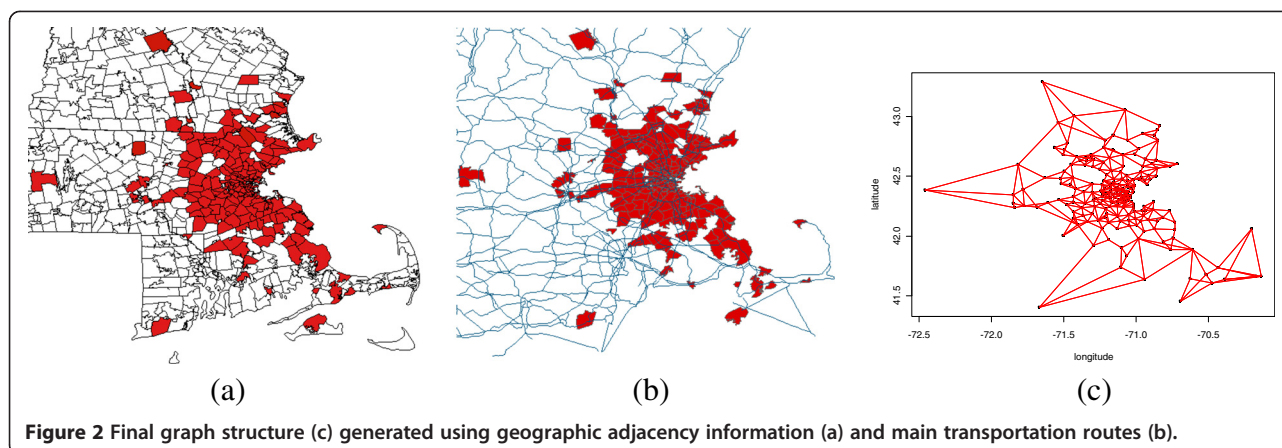 43.0
42.5
42.0
41.5
latitude
-72.5 -72.0 -71.5 -71.0 -70.5
longitude
(a) (b) (c)
Figure 2 Final graph structure (c) generated using geographic adjacency information (a) and main transportation routes (b).